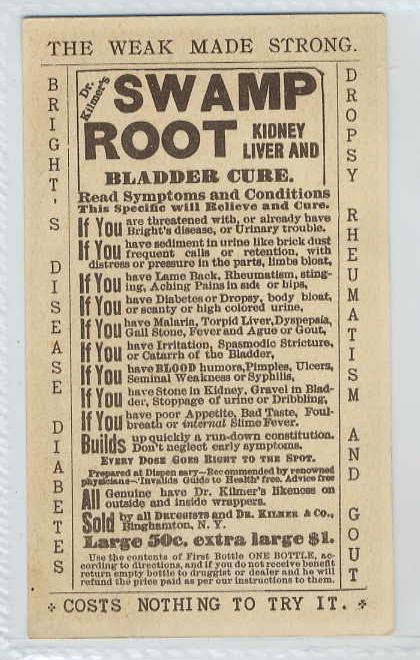 THE WEAK MADE STRONG.
BRIGHT'S DISEASE DIABETES
DROPSY RHEUMATISM AND GOUT
Dr. Kilmer's
SWAMP
ROOT KIDNEY
LIVER AND
BLADDER CURE.
Read Symptoms and Conditions
This Specific will Relieve and Cure.
If You are threatened with, or already have
Bright's disease, or Urinary trouble.
If You have sediment in urine like brick dust
frequent calls or retention, with
distress or pressure in the parts, limbs bloat,
If You have Lame Back, Rheumatism, sting-
ing, Aching Pains in side or hips,
If You have Diabetes or Dropsy, body bloat,
or scanty or high colored urine,
If You have Malaria, Torpid Liver, Dyspepsia,
Gall Stone, Fever and Ague or Gout,
If You have Irritation, Spasmodic Stricture,
or Catarrh of the Bladder,
If You have BLOOD humors, Pimples, Ulcers,
Seminal Weakness or Syphilis,
If You have Stone in Kidney, Gravel in Blad-
der, Stoppage of urine or Dribbling,
If You have poor Appetite, Bad Taste, Foul-
breath or internal Slime Fever.
Builds up quickly a run-down constitution.
Don't neglect early symptoms.
EVERY DOSE GOES RIGHT TO THE SPOT.
Prepared at Dispensary—Recommended by renowned
physicians—'Invalids Guide to Health' free. Advice free
All Genuine have Dr. Kilmer's likeness on
outside and inside wrappers.
Sold by all DRUGGISTS and DR. KILMER & CO.,
Binghamton, N. Y.
Large 50c. extra large $1.
Use the contents of First Bottle ONE BOTTLE, ac-
cording to directions, and if you do not receive benefit
return empty bottle to druggist or dealer and he will
refund the price paid as per our instructions to them.
COSTS NOTHING TO TRY IT.